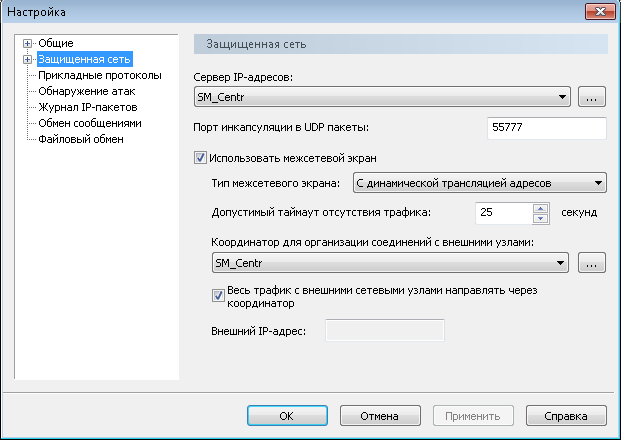 Настройка
Общие
Защищенная сеть
Прикладные протоколы
Обнаружение атак
Журнал IP-пакетов
Обмен сообщениями
Файловый обмен
Защищенная сеть
Сервер IP-адресов:
SM_Centr
...
Порт инкапсуляции в UDP пакеты:
55777
Использовать межсетевой экран
Тип межсетевого экрана:
С динамической трансляцией адресов
Допустимый таймаут отсутствия трафика:
25
секунд
Координатор для организации соединений с внешними узлами:
SM_Centr
...
Весь трафик с внешними сетевыми узлами направлять через
координатор
Внешний IP-адрес:
OK
Отмена
Применить
Справка